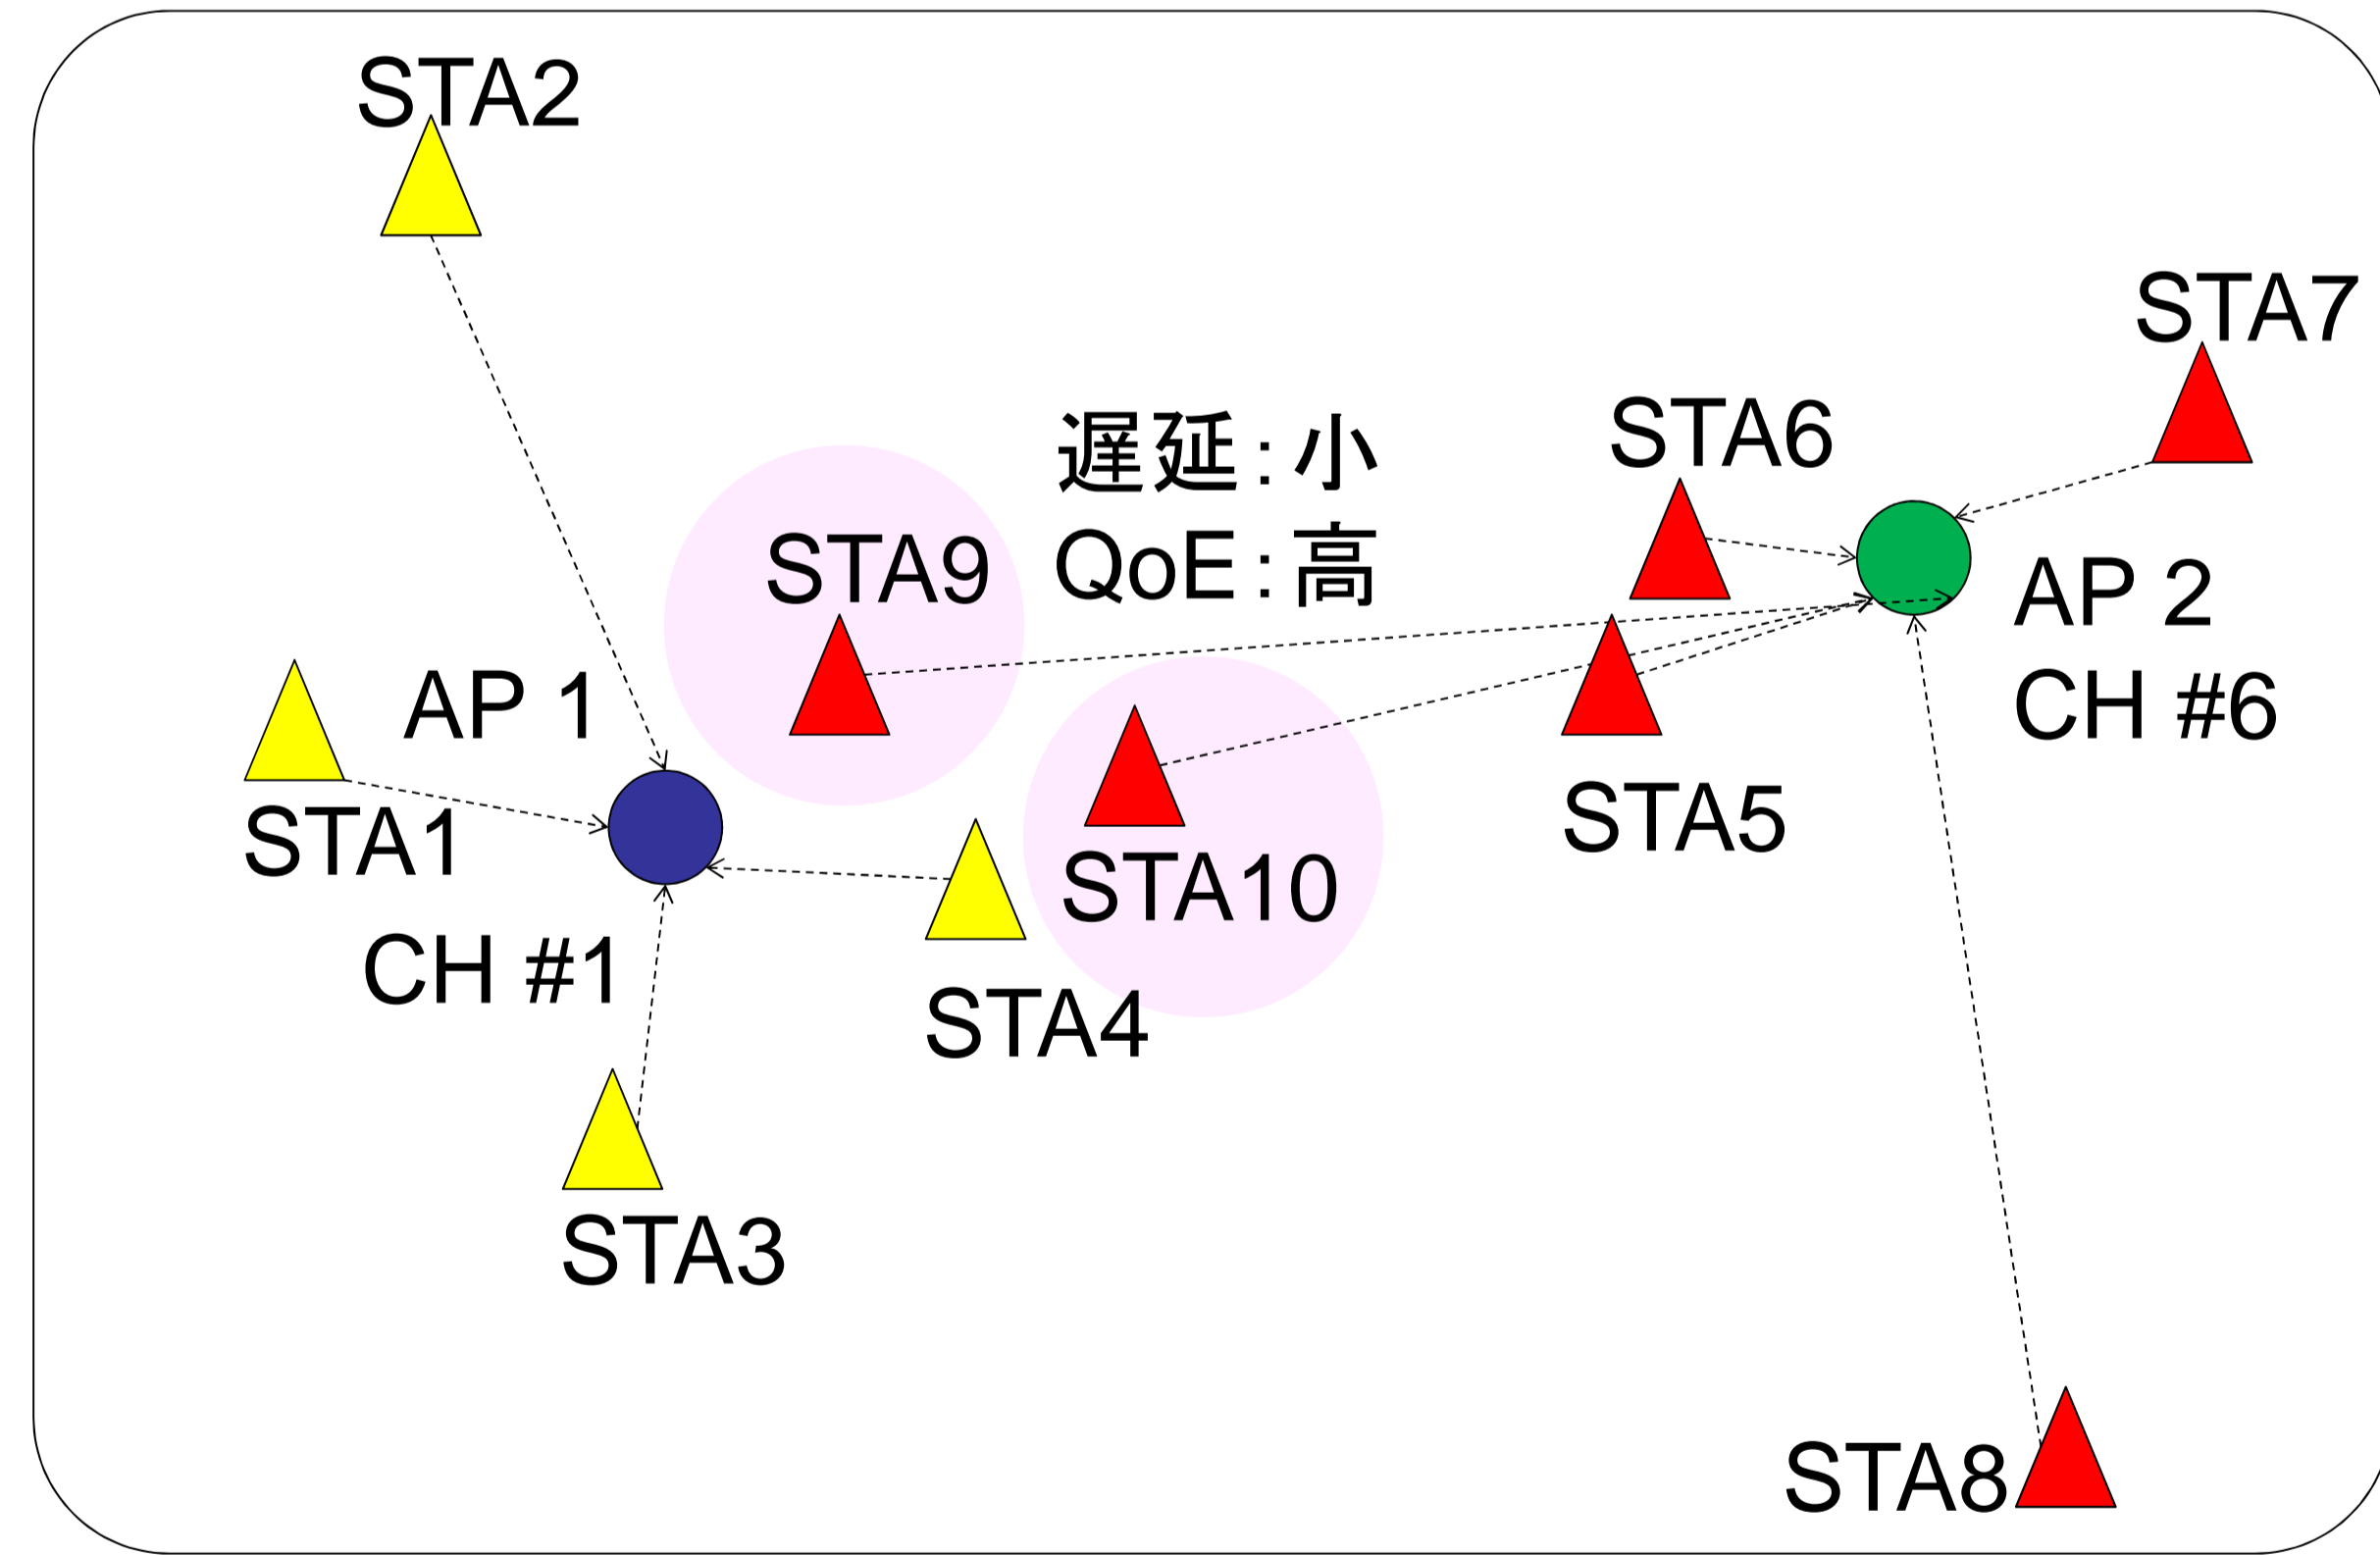 STA2
STA7
STA6
遅延：小
QoE：高
STA9
AP 2
CH #6
AP 1
STA1
STA5
STA10
CH #1
STA4
STA3
STA8